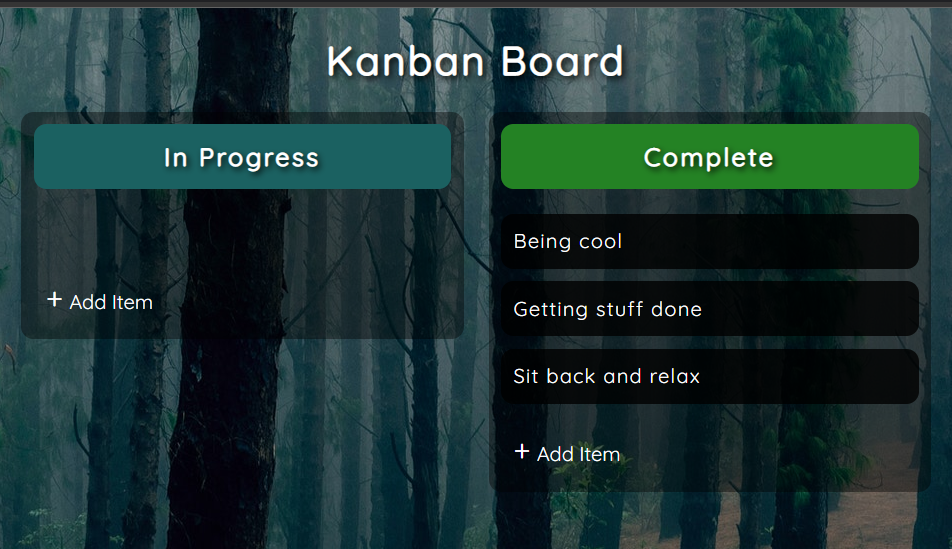 Kanban Board
In Progress
+ Add Item
Complete
Being cool
Getting stuff done
Sit back and relax
+ Add Item